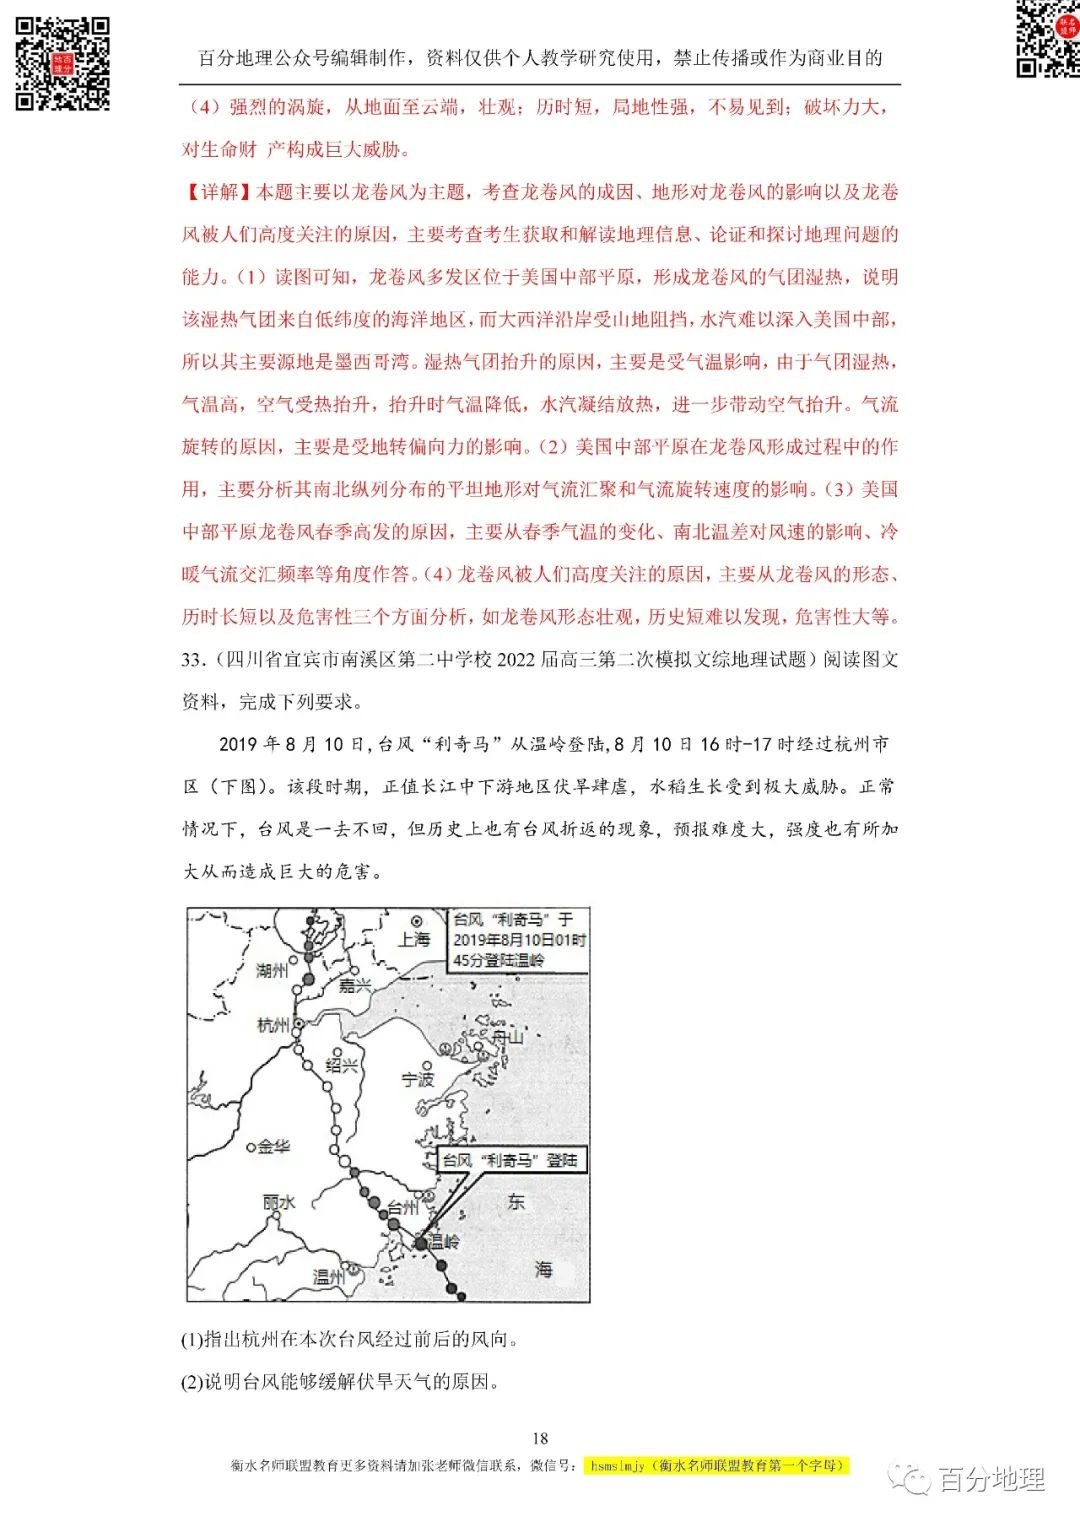 百分地理公众号编辑制作，资料仅供个人教学研究使用，禁止传播或作为商业目的
（4）强烈的涡旋，从地面至云端，壮观；历时短，局地性强，不易见到；破坏力大，
对生命财 产构成巨大威胁。
【详解】本题主要以龙卷风为主题，考查龙卷风的成因、地形对龙卷风的影响以及龙卷
风被人们高度关注的原因，主要考查考生获取和解读地理信息、论证和探讨地理问题的
能力。（1）读图可知，龙卷风多发区位于美国中部平原，形成龙卷风的气团湿热，说明
该湿热气团来自低纬度的海洋地区，而大西洋沿岸受山地阻挡，水汽难以深入美国中部，
所以其主要源地是墨西哥湾。湿热气团抬升的原因，主要是受气温影响，由于气团湿热，
气温高，空气受热抬升，抬升时气温降低，水汽凝结放热，进一步带动空气抬升。气流
旋转的原因，主要是受地转偏向力的影响。（2）美国中部平原在龙卷风形成过程中的作
用，主要分析其南北纵列分布的平坦地形对气流汇聚和气流旋转速度的影响。（3）美国
中部平原龙卷风春季高发的原因，主要从春季气温的变化、南北温差对风速的影响、冷
暖气流交汇频率等角度作答。（4）龙卷风被人们高度关注的原因，主要从龙卷风的形态、
历时长短以及危害性三个方面分析，如龙卷风形态壮观，历史短难以发现，危害性大等。
33．（四川省宜宾市南溪区第二中学校 2022 届高三第二次模拟文综地理试题）阅读图文
资料，完成下列要求。
2019 年 8 月 10 日,台风“利奇马”从温岭登陆,8 月 10 日 16 时-17 时经过杭州市
区（下图）。该段时期，正值长江中下游地区伏旱肆虐，水稻生长受到极大威胁。正常
情况下，台风是一去不回，但历史上也有台风折返的现象，预报难度大，强度也有所加
大从而造成巨大的危害。
台风“利奇马”于
2019年8月10日01时
45分登陆温岭
上海
湖州
嘉兴
杭州
舟山
绍兴
宁波
金华
台风“利奇马”登陆
丽水
台州
东
温岭
海
温州
(1)指出杭州在本次台风经过前后的风向。
(2)说明台风能够缓解伏旱天气的原因。
18
衡水名师联盟教育更多资料请加张老师微信联系，微信号： hsmslmjy（衡水名师联盟教育第一个字母）
百分地理